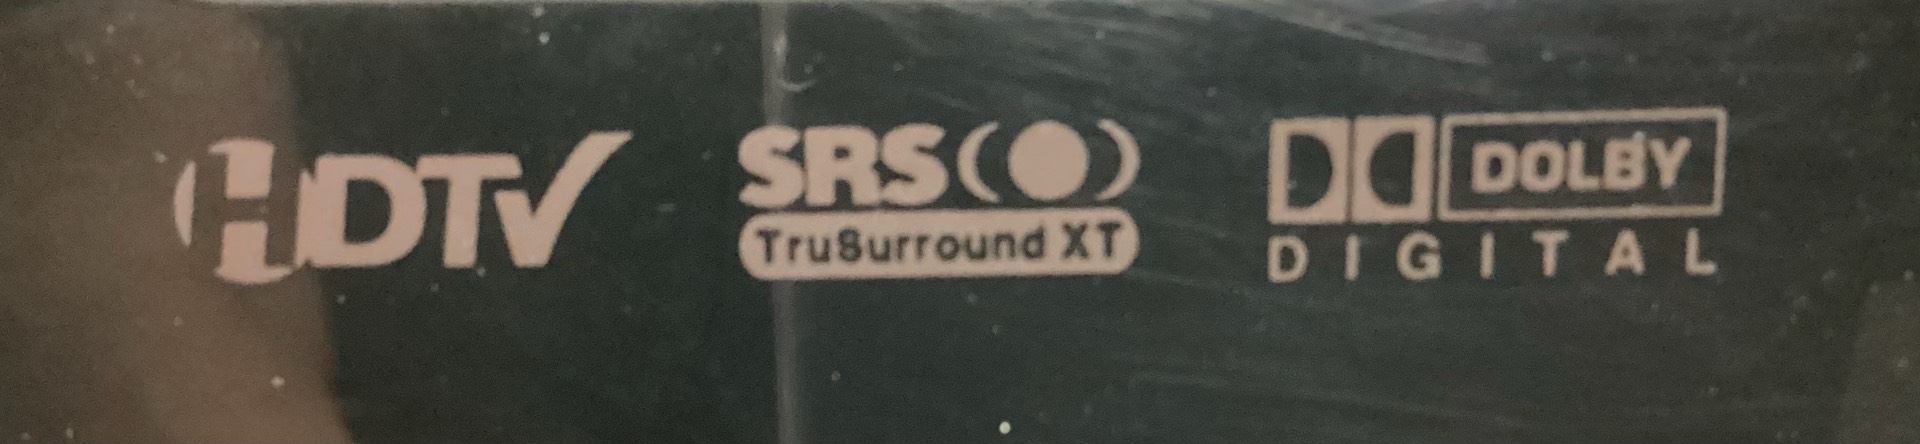 HDTV
SRS
TruSurround XT
DOLBY
DIGITAL